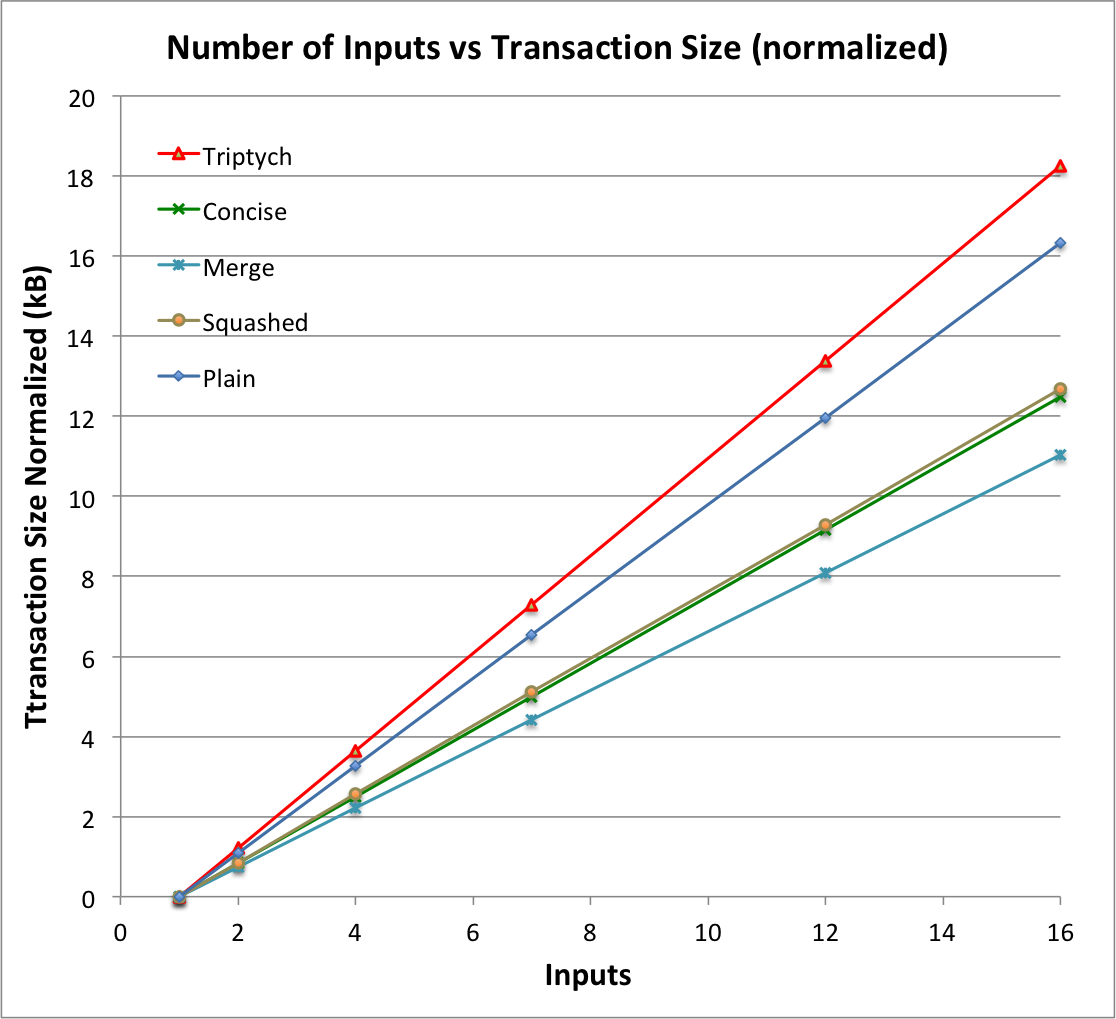 Number of Inputs vs Transaction Size (normalized)
Ttransaction Size Normalized (kB)
20
18
16
14
12
10
8
6
4
2
0
Triptych
Concise
Merge
Squashed
Plain
0 2 4 6 8 10 12 14 16
Inputs